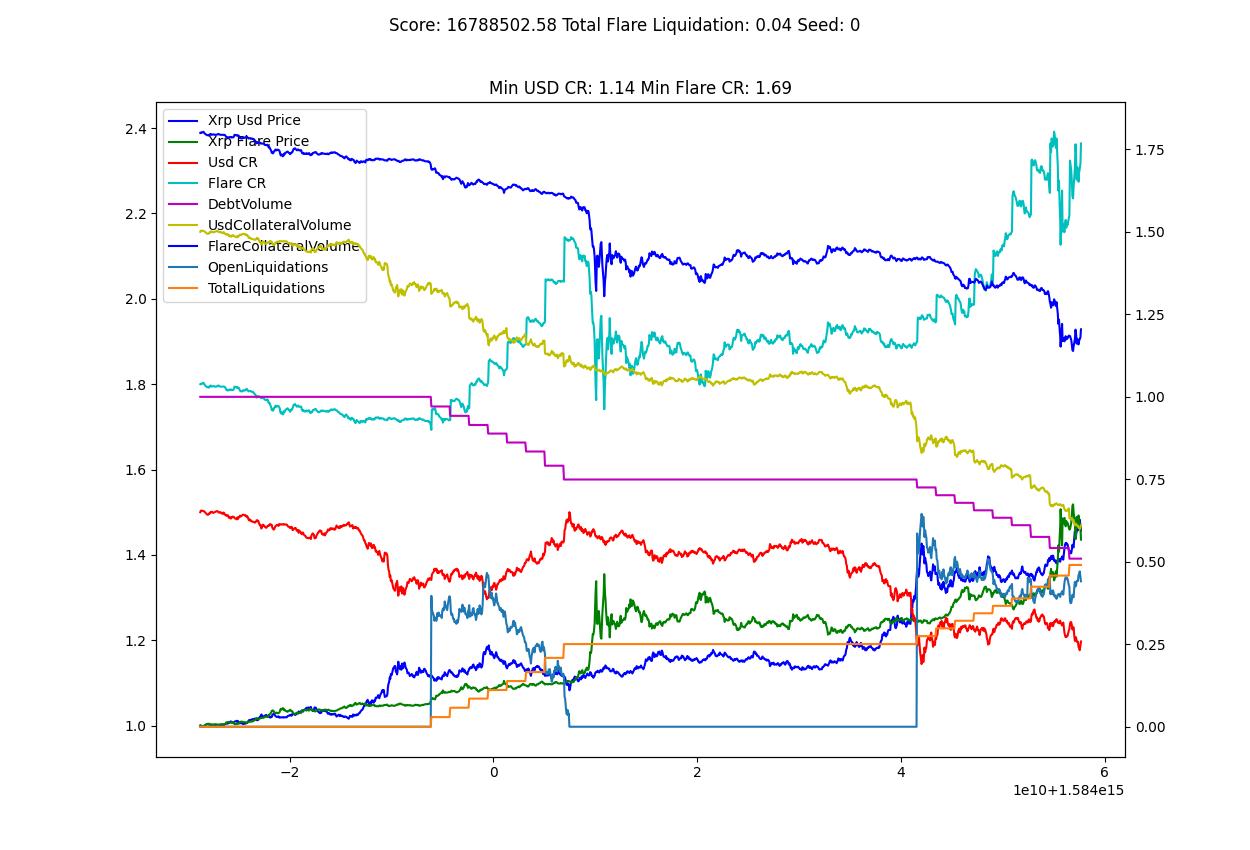 Score: 16788502.58 Total Flare Liquidation: 0.04 Seed: 0
Min USD CR: 1.14 Min Flare CR: 1.69
Xrp Usd Price
Xrp Flare Price
Usd CR
Flare CR
DebtVolume
UsdCollateralVolume
FlareCollateralVolume
OpenLiquidations
TotalLiquidations
2.4
2.2
2.0
1.8
1.6
1.4
1.2
1.0
1.75
1.50
1.25
1.00
0.75
0.50
0.25
0.00
−2 0 2 4 6
1e10+1.584e15